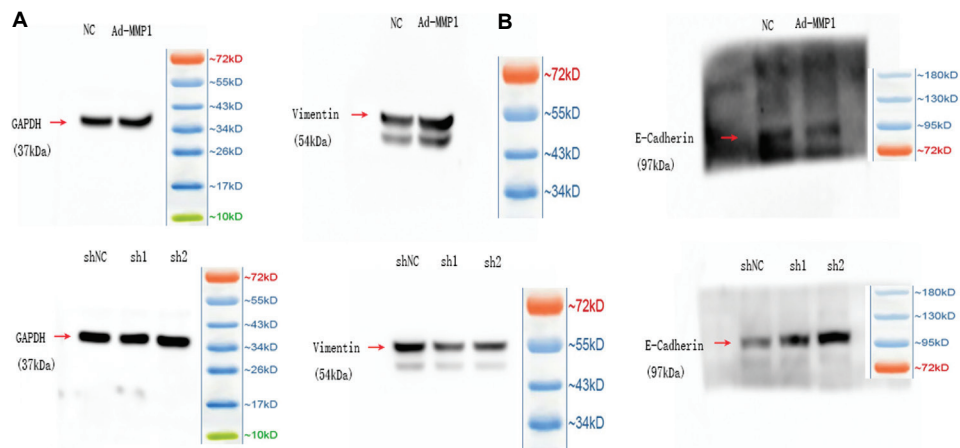 A
NC Ad-MMP1
GAPDH
(37kDa)
~72kD
~55kD
~43kD
~34kD
~26kD
~17kD
~10kD
NC Ad-MMP1
Vimentin
(54kDa)
~72kD
~55kD
~43kD
~34kD
B
NC Ad-MMP1
E-Cadherin
(97kDa)
~180kD
~130kD
~95kD
~72kD
shNC sh1 sh2
GAPDH
(37kDa)
~72kD
~55kD
~43kD
~34kD
~26kD
~17kD
~10kD
shNC sh1 sh2
Vimentin
(54kDa)
~72kD
~55kD
~43kD
~34kD
shNC sh1 sh2
E-Cadherin
(97kDa)
~180kD
~130kD
~95kD
~72kD